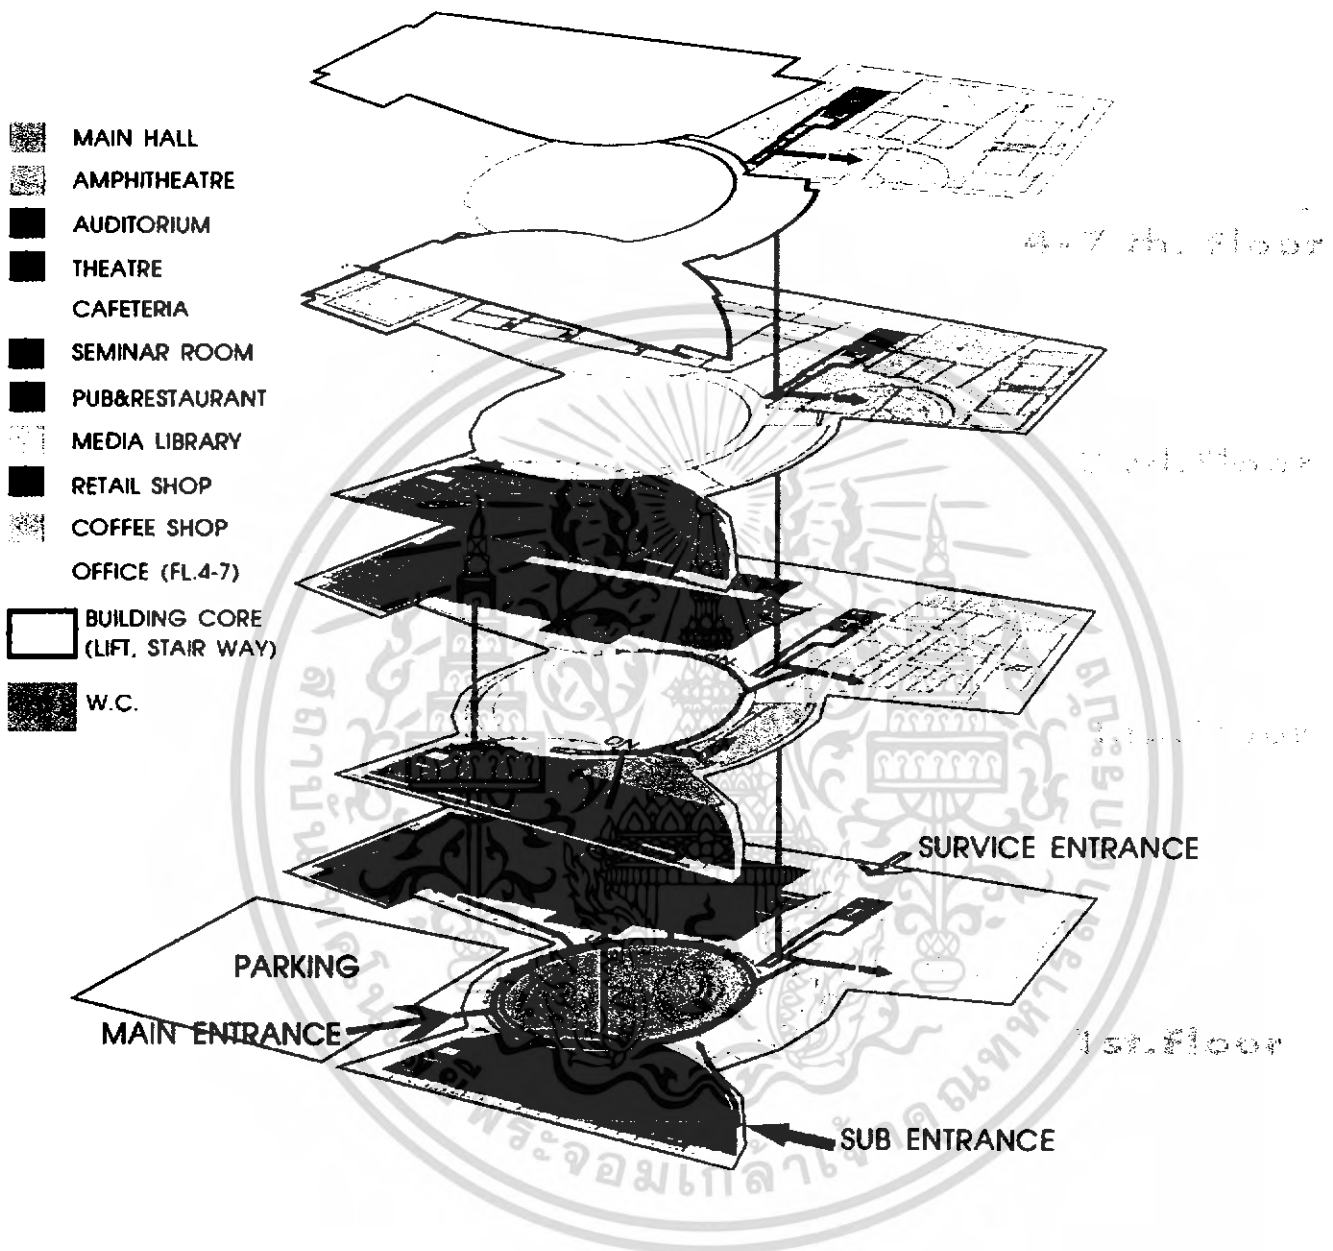 MAIN HALL
AMPHITHEATRE
AUDITORIUM
THEATRE
CAFETERIA
SEMINAR ROOM
PUB&RESTAURANT
MEDIA LIBRARY
RETAIL SHOP
COFFEE SHOP
OFFICE (FL.4-7)
BUILDING CORE
(LIFT, STAIR WAY)
W.C.
4-7 th. Floor
Floor
SURVICE ENTRANCE
PARKING
MAIN ENTRANCE
1st.Floor
SUB ENTRANCE